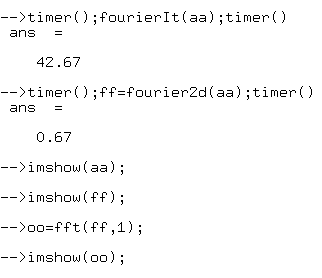 -->timer();fourierIt(aa);timer()
ans  =
42.67
-->timer();ff=fourier2d(aa);timer()
ans  =
0.67
-->imshow(aa);
-->imshow(ff);
-->oo=fft(ff,1);
-->imshow(oo);